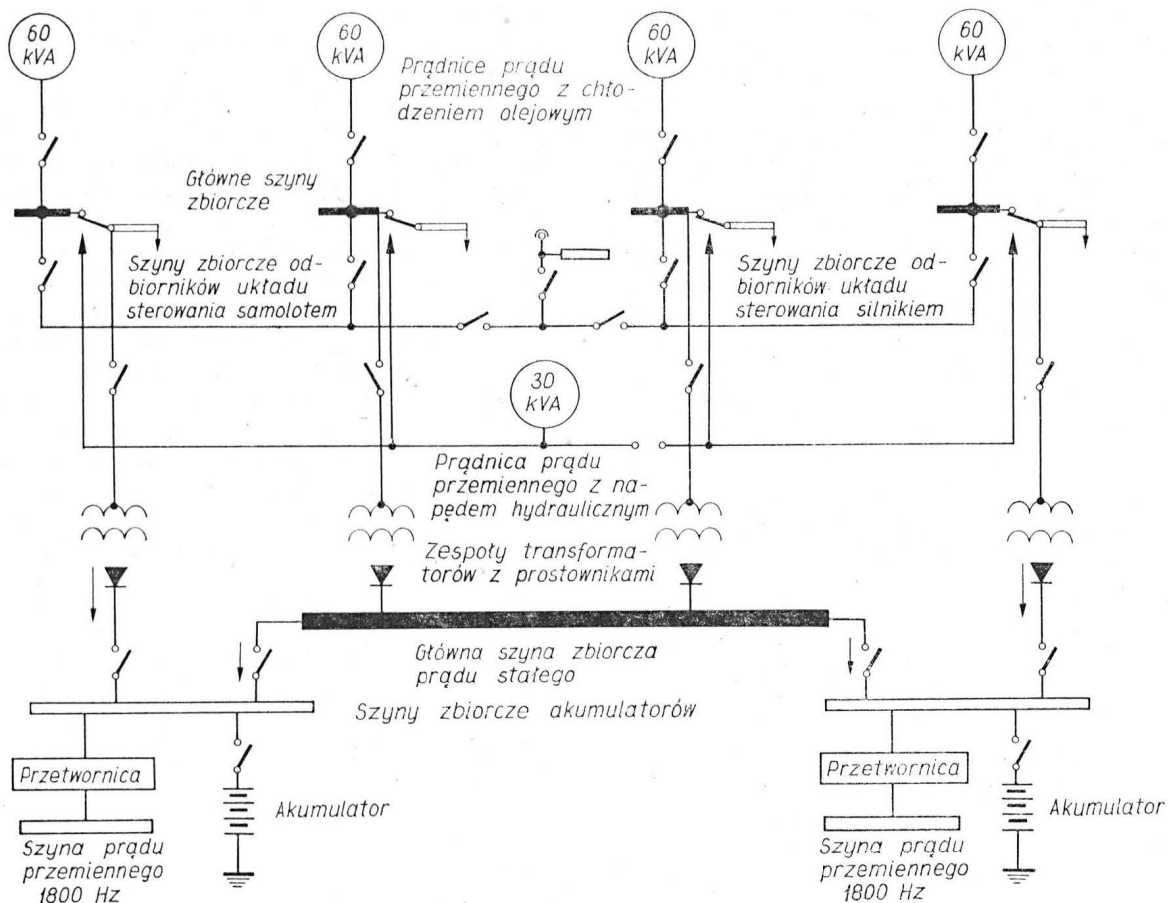 60
kVA
60
kVA
60
kVA
60
kVA
Prądnice prądu
przemiennego z chło-
dzeniem olejowym
Główne szyny
zbiorcze
Szyny zbiorcze od-
biorników układu
sterowania samolotem
Szyny zbiorcze od-
biorników układu
sterowania silnikiem
30
kVA
Prądnica prądu
przemiennego z na-
pędem hydraulicznym
Zespoły transforma-
torów z prostownikami
Główna szyna zbiorcza
prądu stałego
Szyny zbiorcze akumulatorów
Przetwornica
Akumulator
Szyna prądu
przemiennego
1800 Hz
Przetwornica
Akumulator
Szyna prądu
przemiennego
1800 Hz